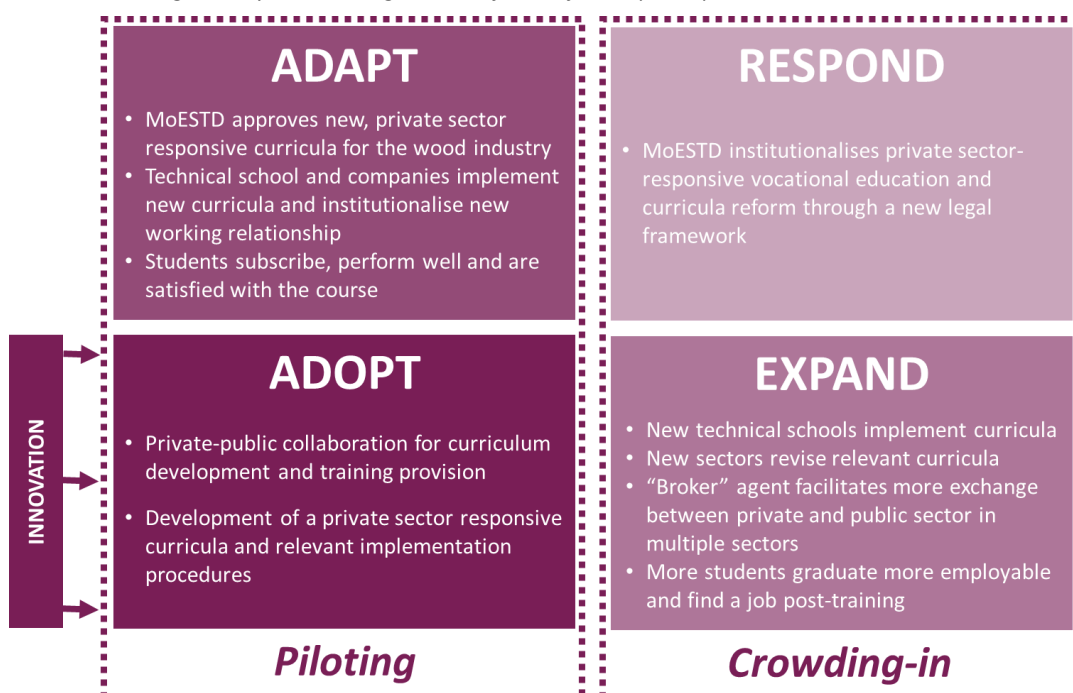 ADAPT
• MoESTD approves new, private sector
responsive curricula for the wood industry
• Technical school and companies implement
new curricula and institutionalise new
working relationship
• Students subscribe, perform well and are
satisfied with the course
RESPOND
• MoESTD institutionalises private sector-
responsive vocational education and
curricula reform through a new legal
framework
INNOVATION
ADOPT
• Private-public collaboration for curriculum
development and training provision
• Development of a private sector responsive
curricula and relevant implementation
procedures
EXPAND
• New technical schools implement curricula
• New sectors revise relevant curricula
• “Broker” agent facilitates more exchange
between private and public sector in
multiple sectors
• More students graduate more employable
and find a job post-training
Piloting
Crowding-in